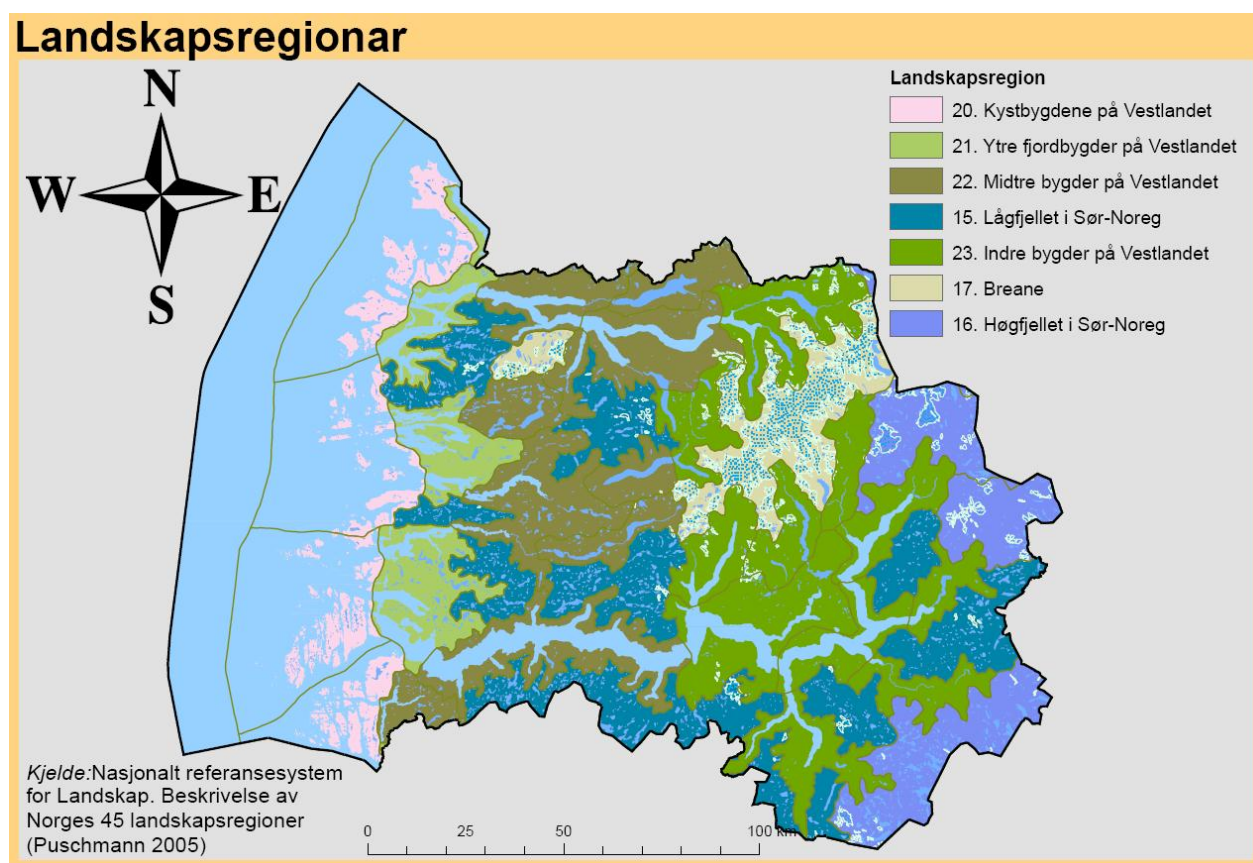 Landskapsregionar
N
W E
S
Landskapsregion
20. Kystbygdene på Vestlandet
21. Ytre fjordbygder på Vestlandet
22. Midtre bygder på Vestlandet
15. Lågfjellet i Sør-Noreg
23. Indre bygder på Vestlandet
17. Breane
16. Høgfjellet i Sør-Noreg
Kjelde:Nasjonalt referansesystem
for Landskap. Beskrivelse av
Norges 45 landskapsregioner
(Puschmann 2005)
0 25 50 100 km